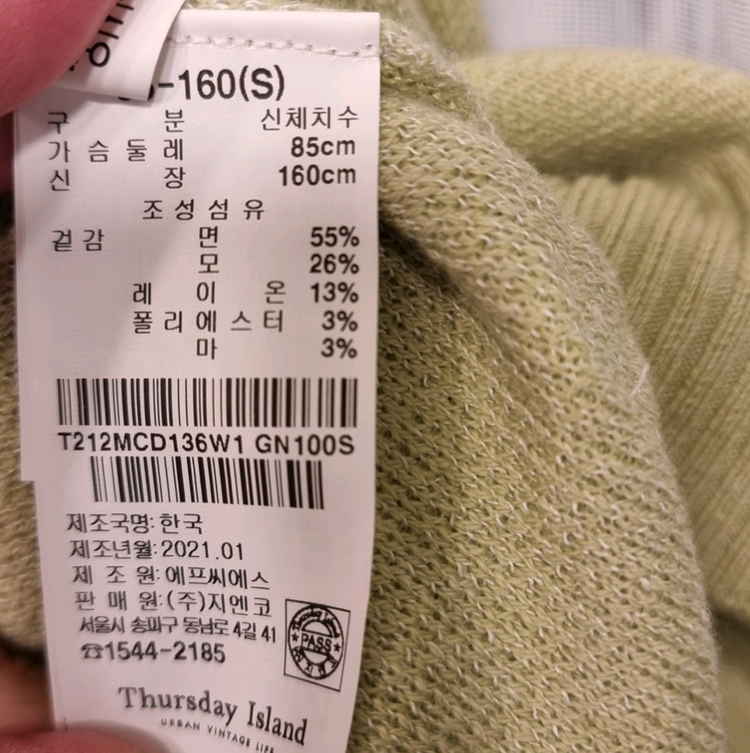 -160(S)
구 분 신체치수
가슴둘레 85cm
신 장 160cm
조성섬유
겉감 면 55%
모 26%
레이온 13%
폴리에스터 3%
마 3%
T212MCD136W1 GN100S
제조국명:한국
제조년월:2021.01
제조원:에프씨에스
판매원:(주)지엔코
서울시 송파구 동남로 4길 41
☎1544-2185
Thursday Island
PASS
Thursday Island
URBAN VINTAGE LIFE